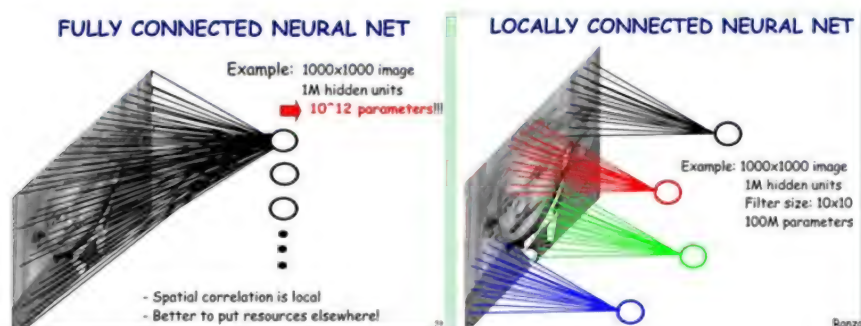 FULLY CONNECTED NEURAL NET
Example: 1000x1000 image
1M hidden units
10^12 parameters!!!
- Spatial correlation is local
- Better to put resources elsewhere!
LOCALLY CONNECTED NEURAL NET
Example: 1000x1000 image
1M hidden units
Filter size: 10x10
100M parameters